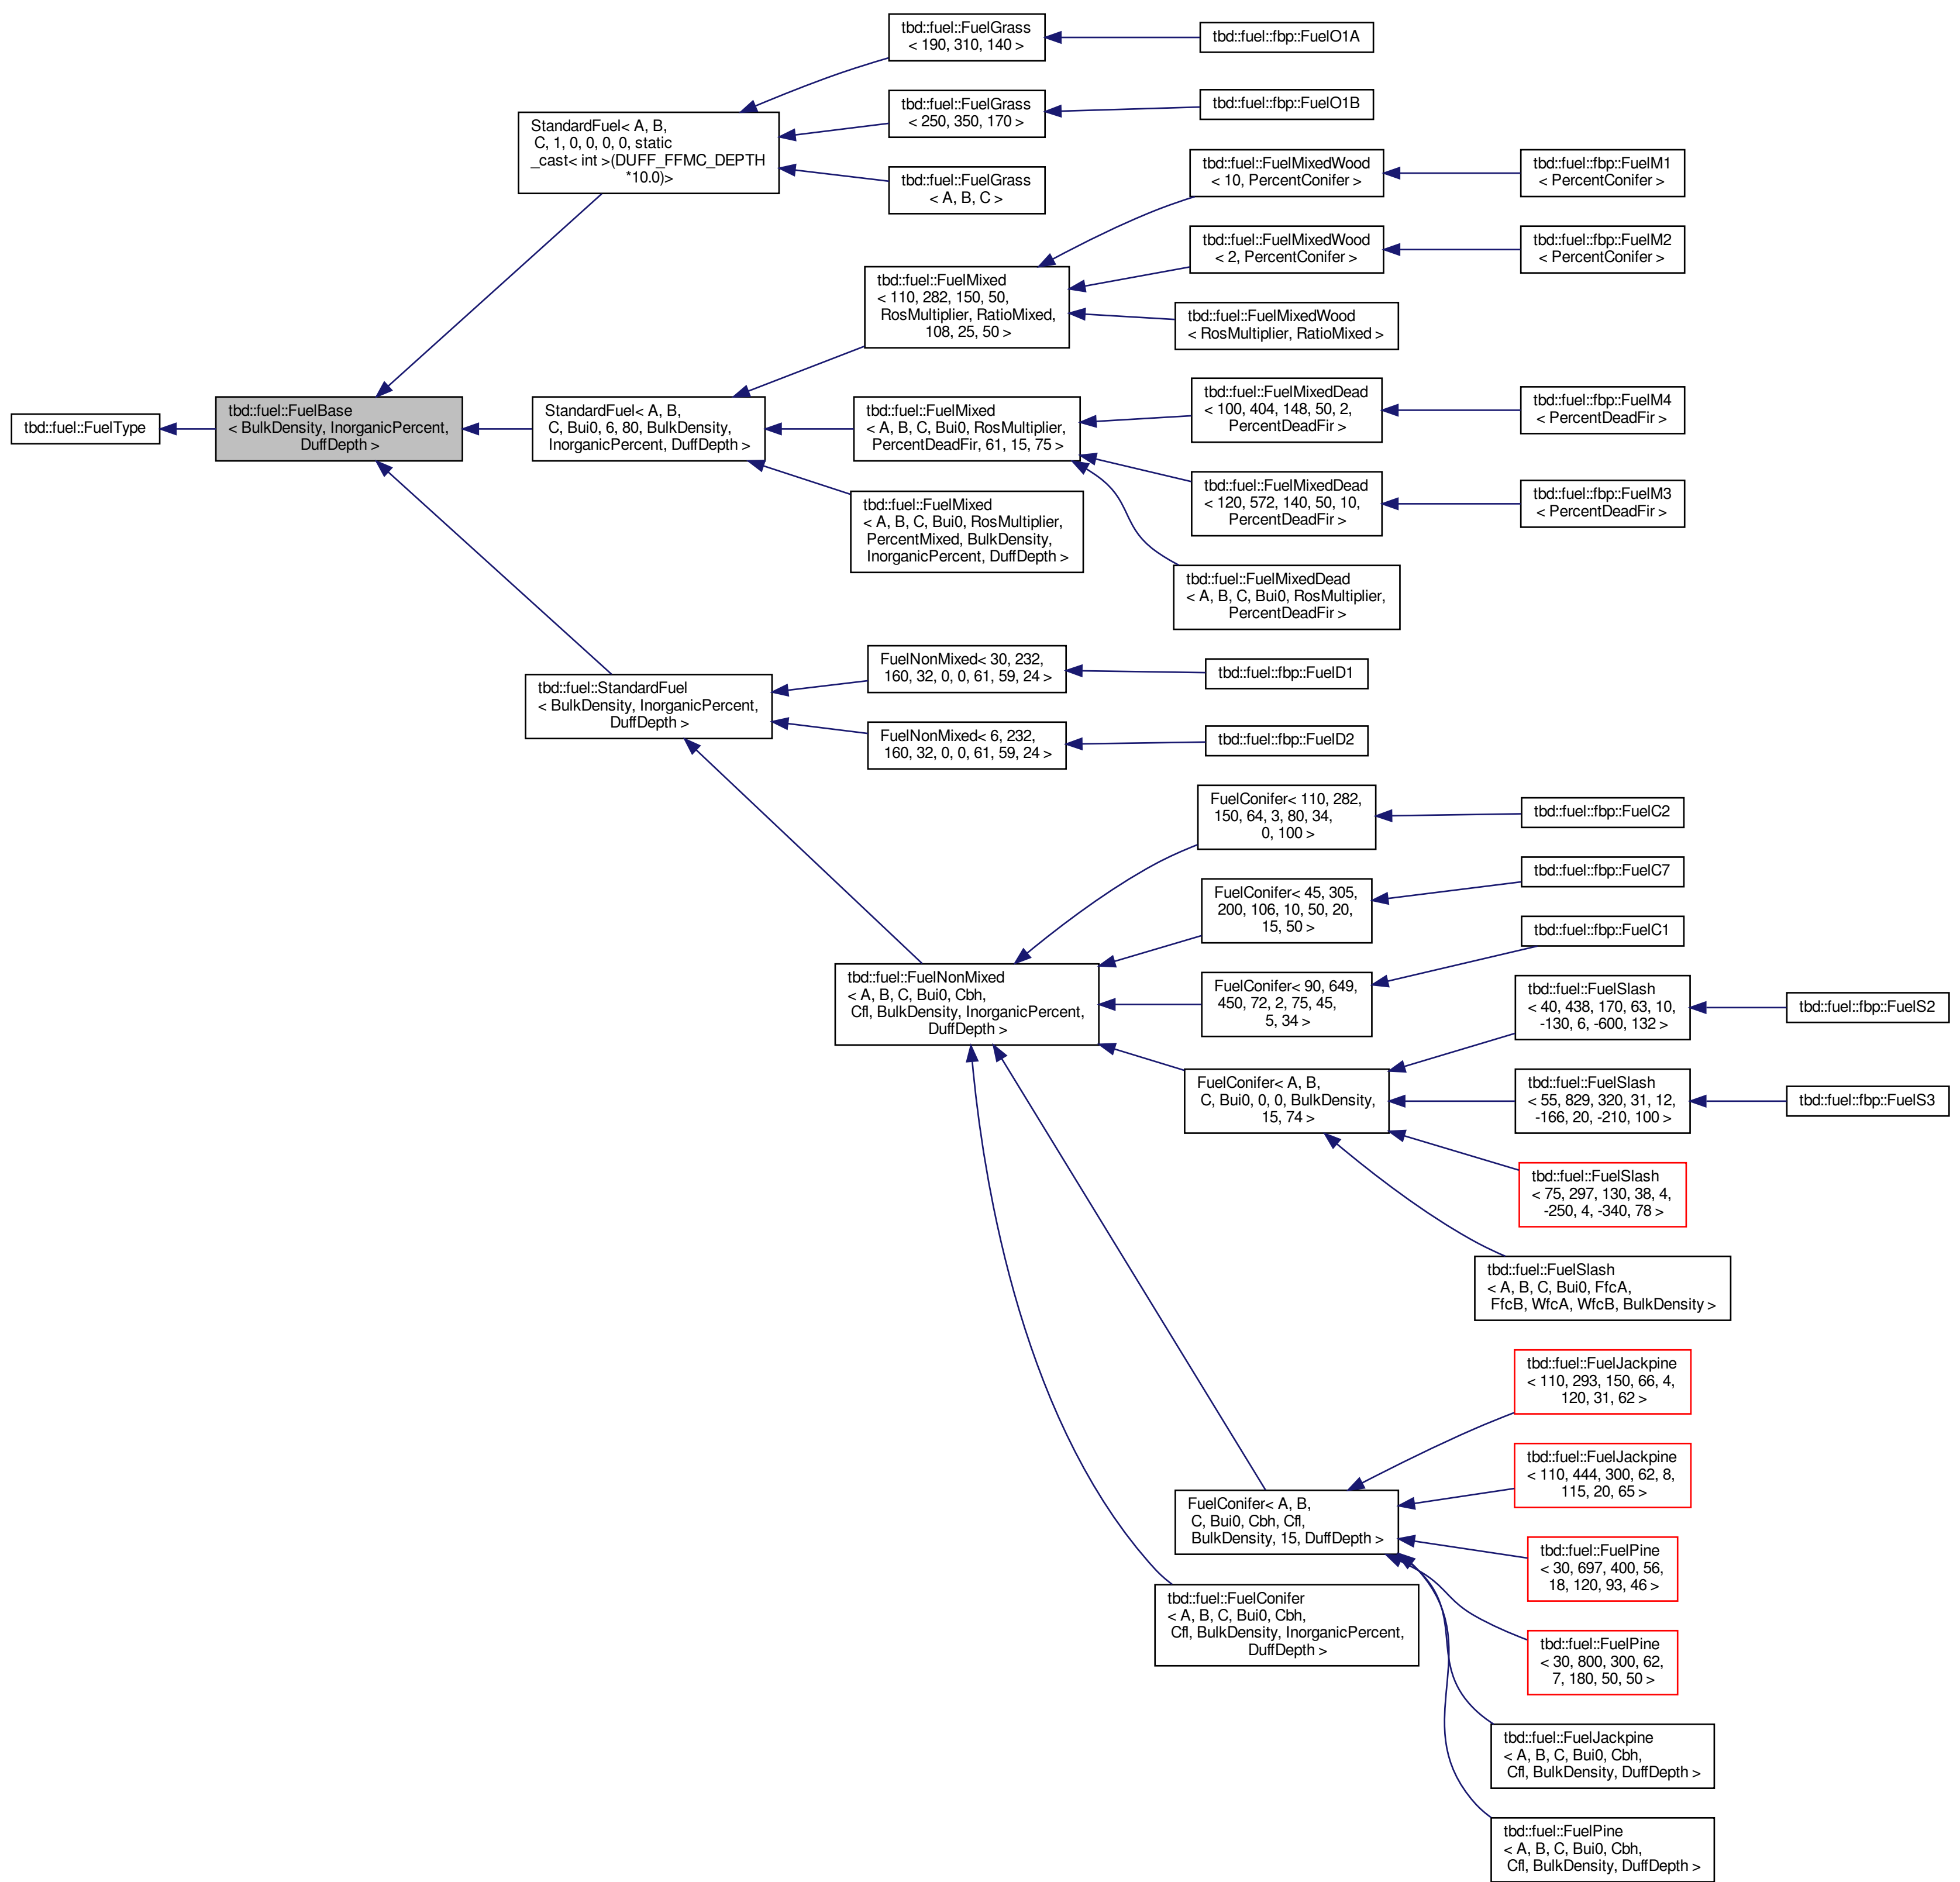 tbd::fuel::FuelType
tbd::fuel::FuelBase
< BulkDensity, InorganicPercent,
DuffDepth >
StandardFuel< A, B,
C, 1, 0, 0, 0, 0, static
_cast< int >(DUFF_FFMC_DEPTH
*10.0)>
tbd::fuel::FuelGrass
< 190, 310, 140 >
tbd::fuel::fbp::FuelO1A
tbd::fuel::FuelGrass
< 250, 350, 170 >
tbd::fuel::fbp::FuelO1B
tbd::fuel::FuelGrass
< A, B, C >
StandardFuel< A, B,
C, Bui0, 6, 80, BulkDensity,
InorganicPercent, DuffDepth >
tbd::fuel::FuelMixed
< 110, 282, 150, 50,
RosMultiplier, RatioMixed,
108, 25, 50 >
tbd::fuel::FuelMixedWood
< 10, PercentConifer >
tbd::fuel::fbp::FuelM1
< PercentConifer >
tbd::fuel::FuelMixedWood
< 2, PercentConifer >
tbd::fuel::fbp::FuelM2
< PercentConifer >
tbd::fuel::FuelMixedWood
< RosMultiplier, RatioMixed >
tbd::fuel::FuelMixed
< A, B, C, Bui0, RosMultiplier,
PercentDeadFir, 61, 15, 75 >
tbd::fuel::FuelMixedDead
< 100, 404, 148, 50, 2,
PercentDeadFir >
tbd::fuel::fbp::FuelM4
< PercentDeadFir >
tbd::fuel::FuelMixedDead
< 120, 572, 140, 50, 10,
PercentDeadFir >
tbd::fuel::fbp::FuelM3
< PercentDeadFir >
tbd::fuel::FuelMixedDead
< A, B, C, Bui0, RosMultiplier,
PercentDeadFir >
tbd::fuel::FuelMixed
< A, B, C, Bui0, RosMultiplier,
PercentMixed, BulkDensity,
InorganicPercent, DuffDepth >
tbd::fuel::StandardFuel
< BulkDensity, InorganicPercent,
DuffDepth >
FuelNonMixed< 30, 232,
160, 32, 0, 0, 61, 59, 24 >
tbd::fuel::fbp::FuelD1
FuelNonMixed< 6, 232,
160, 32, 0, 0, 61, 59, 24 >
tbd::fuel::fbp::FuelD2
tbd::fuel::FuelNonMixed
< A, B, C, Bui0, Cbh,
Cfl, BulkDensity, InorganicPercent,
DuffDepth >
FuelConifer< 110, 282,
150, 64, 3, 80, 34,
0, 100 >
tbd::fuel::fbp::FuelC2
FuelConifer< 45, 305,
200, 106, 10, 50, 20,
15, 50 >
tbd::fuel::fbp::FuelC7
FuelConifer< 90, 649,
450, 72, 2, 75, 45,
5, 34 >
tbd::fuel::fbp::FuelC1
FuelConifer< A, B,
C, Bui0, 0, 0, BulkDensity,
15, 74 >
tbd::fuel::FuelSlash
< 40, 438, 170, 63, 10,
-130, 6, -600, 132 >
tbd::fuel::fbp::FuelS2
tbd::fuel::FuelSlash
< 55, 829, 320, 31, 12,
-166, 20, -210, 100 >
tbd::fuel::fbp::FuelS3
tbd::fuel::FuelSlash
< 75, 297, 130, 38, 4,
-250, 4, -340, 78 >
tbd::fuel::FuelSlash
< A, B, C, Bui0, FfcA,
FfcB, WfcA, WfcB, BulkDensity >
FuelConifer< A, B,
C, Bui0, Cbh, Cfl,
BulkDensity, 15, DuffDepth >
tbd::fuel::FuelJackpine
< 110, 293, 150, 66, 4,
120, 31, 62 >
tbd::fuel::FuelJackpine
< 110, 444, 300, 62, 8,
115, 20, 65 >
tbd::fuel::FuelPine
< 30, 697, 400, 56,
18, 120, 93, 46 >
tbd::fuel::FuelPine
< 30, 800, 300, 62,
7, 180, 50, 50 >
tbd::fuel::FuelJackpine
< A, B, C, Bui0, Cbh,
Cfl, BulkDensity, DuffDepth >
tbd::fuel::FuelPine
< A, B, C, Bui0, Cbh,
Cfl, BulkDensity, DuffDepth >
tbd::fuel::FuelConifer
< A, B, C, Bui0, Cbh,
Cfl, BulkDensity, InorganicPercent,
DuffDepth >